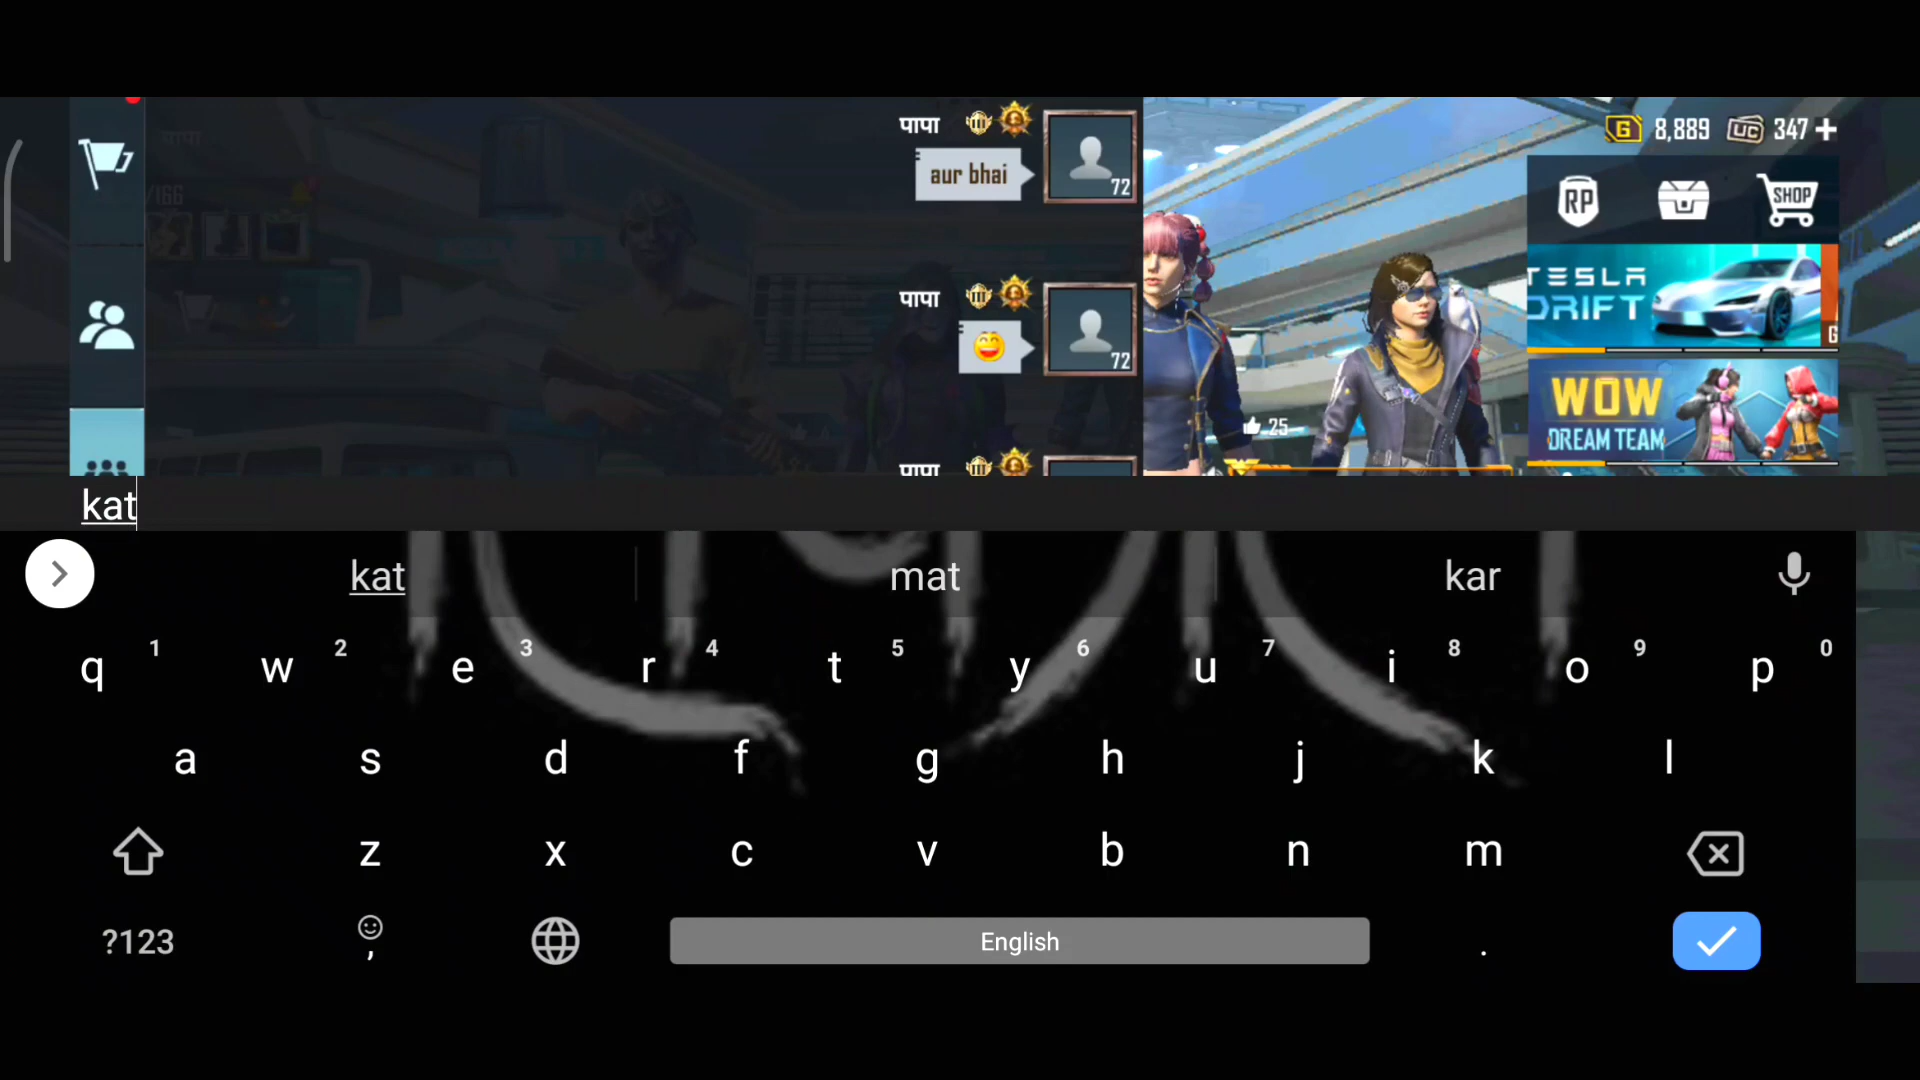 पापा
aur bhai
72
पापा
72
पापा
/166
25
G 8,889 UC 347 +
RP SHOP
TESLA
DRIFT
G
WOW
DREAM TEAM
kat
kat mat kar
q 1 w 2 e 3 r 4 t 5 y 6 u 7 i 8 o 9 p 0
a s d f g h j k l
z x c v b n m
?123 , English .